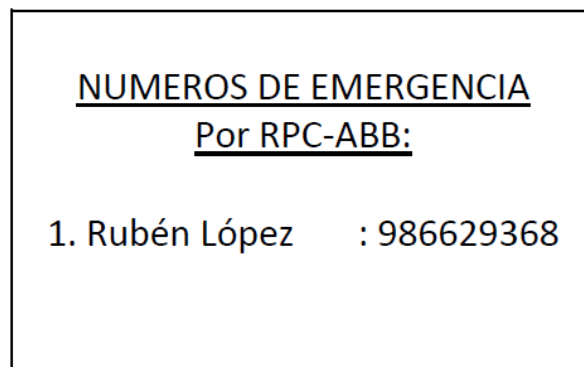 NUMEROS DE EMERGENCIA
Por RPC-ABB:
1. Rubén López : 986629368